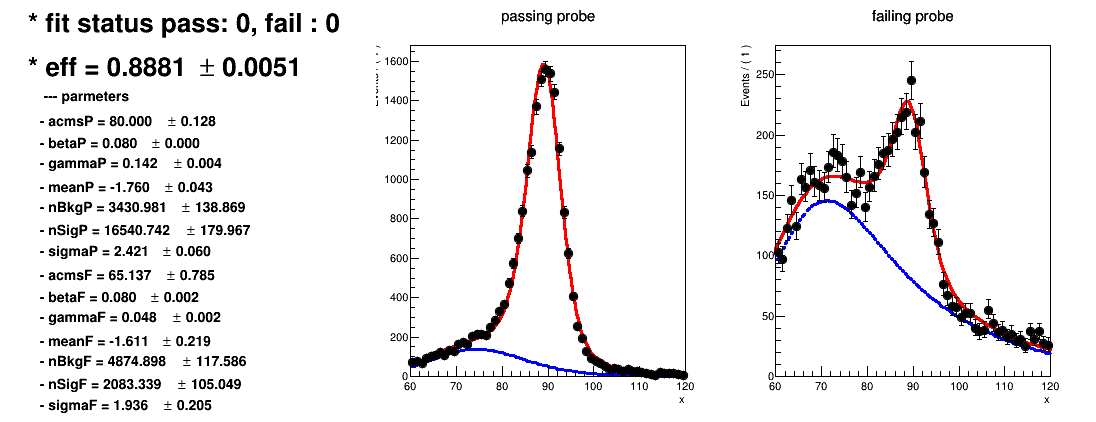 * fit status pass: 0, fail : 0
* eff = 0.8881 ± 0.0051
--- parmeters
- acmsP = 80.000 ± 0.128
- betaP = 0.080 ± 0.000
- gammaP = 0.142 ± 0.004
- meanP = -1.760 ± 0.043
- nBkgP = 3430.981 ± 138.869
- nSigP = 16540.742 ± 179.967
- sigmaP = 2.421 ± 0.060
- acmsF = 65.137 ± 0.785
- betaF = 0.080 ± 0.002
- gammaF = 0.048 ± 0.002
- meanF = -1.611 ± 0.219
- nBkgF = 4874.898 ± 117.586
- nSigF = 2083.339 ± 105.049
- sigmaF = 1.936 ± 0.205
passing probe
1600
1400
1200
1000
800
600
400
200
0
60 70 80 90 100 110 120
x
failing probe
Events / ( 1 )
250
200
150
100
50
0
60 70 80 90 100 110 120
x